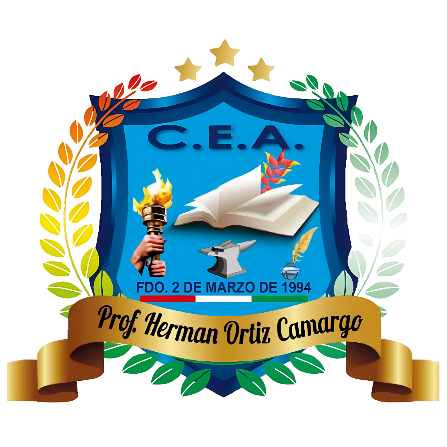 C.E.A.
FDO. 2 DE MARZO DE 1994
Prof. Herman Ortiz Camargo